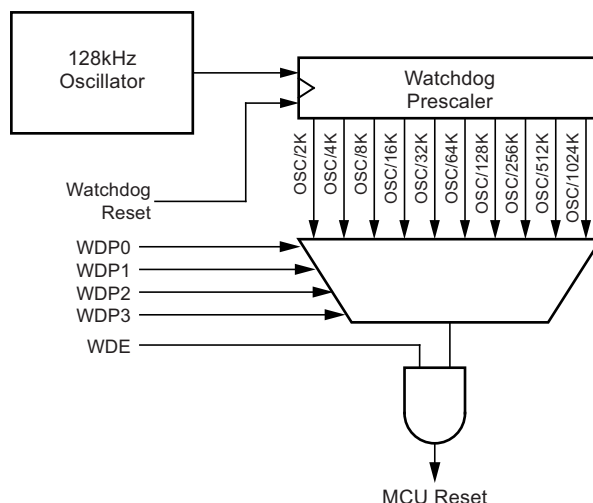 128kHz
Oscillator
Watchdog
Prescaler
OSC/2K
OSC/4K
OSC/8K
OSC/16K
OSC/32K
OSC/64K
OSC/128K
OSC/256K
OSC/512K
OSC/1024K
Watchdog
Reset
WDP0
WDP1
WDP2
WDP3
WDE
MCU Reset